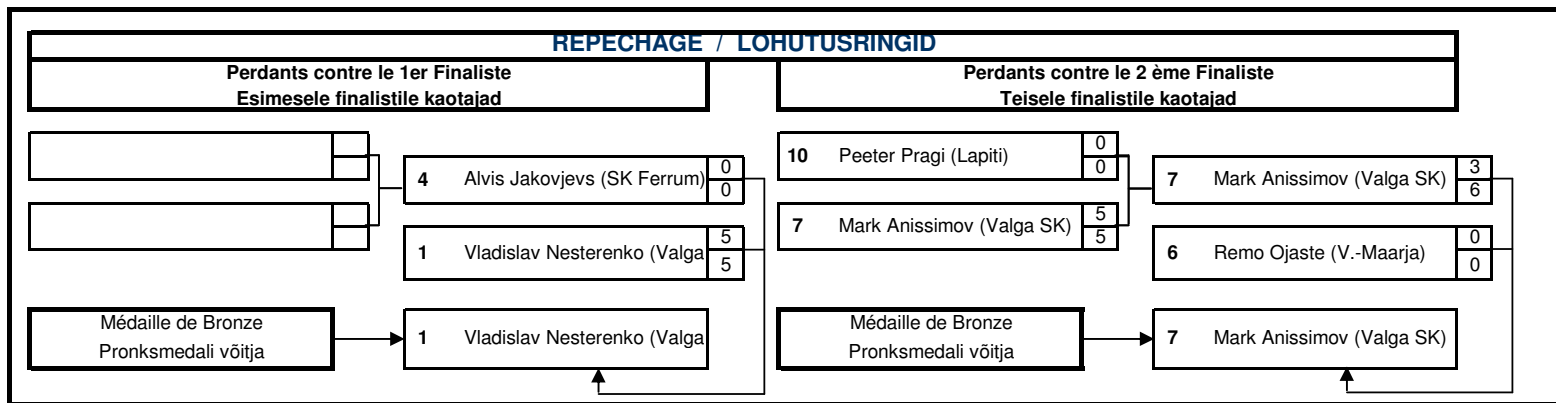 REPECHAGE / LOHUTUSRINGID
Perdants contre le 1er Finaliste
Esimesele finalistile kaotajad
Perdants contre le 2 ème Finaliste
Teisele finalistile kaotajad
4 Alvis Jakovjevs (SK Ferrum) 0
0
1 Vladislav Nesterenko (Valga 5
5
Médaille de Bronze
Pronksmedali võitja
1 Vladislav Nesterenko (Valga
10 Peeter Pragi (Lapiti) 0
0
7 Mark Anissimov (Valga SK) 5
5
7 Mark Anissimov (Valga SK) 3
6
6 Remo Ojaste (V.-Maarja) 0
0
Médaille de Bronze
Pronksmedali võitja
7 Mark Anissimov (Valga SK)